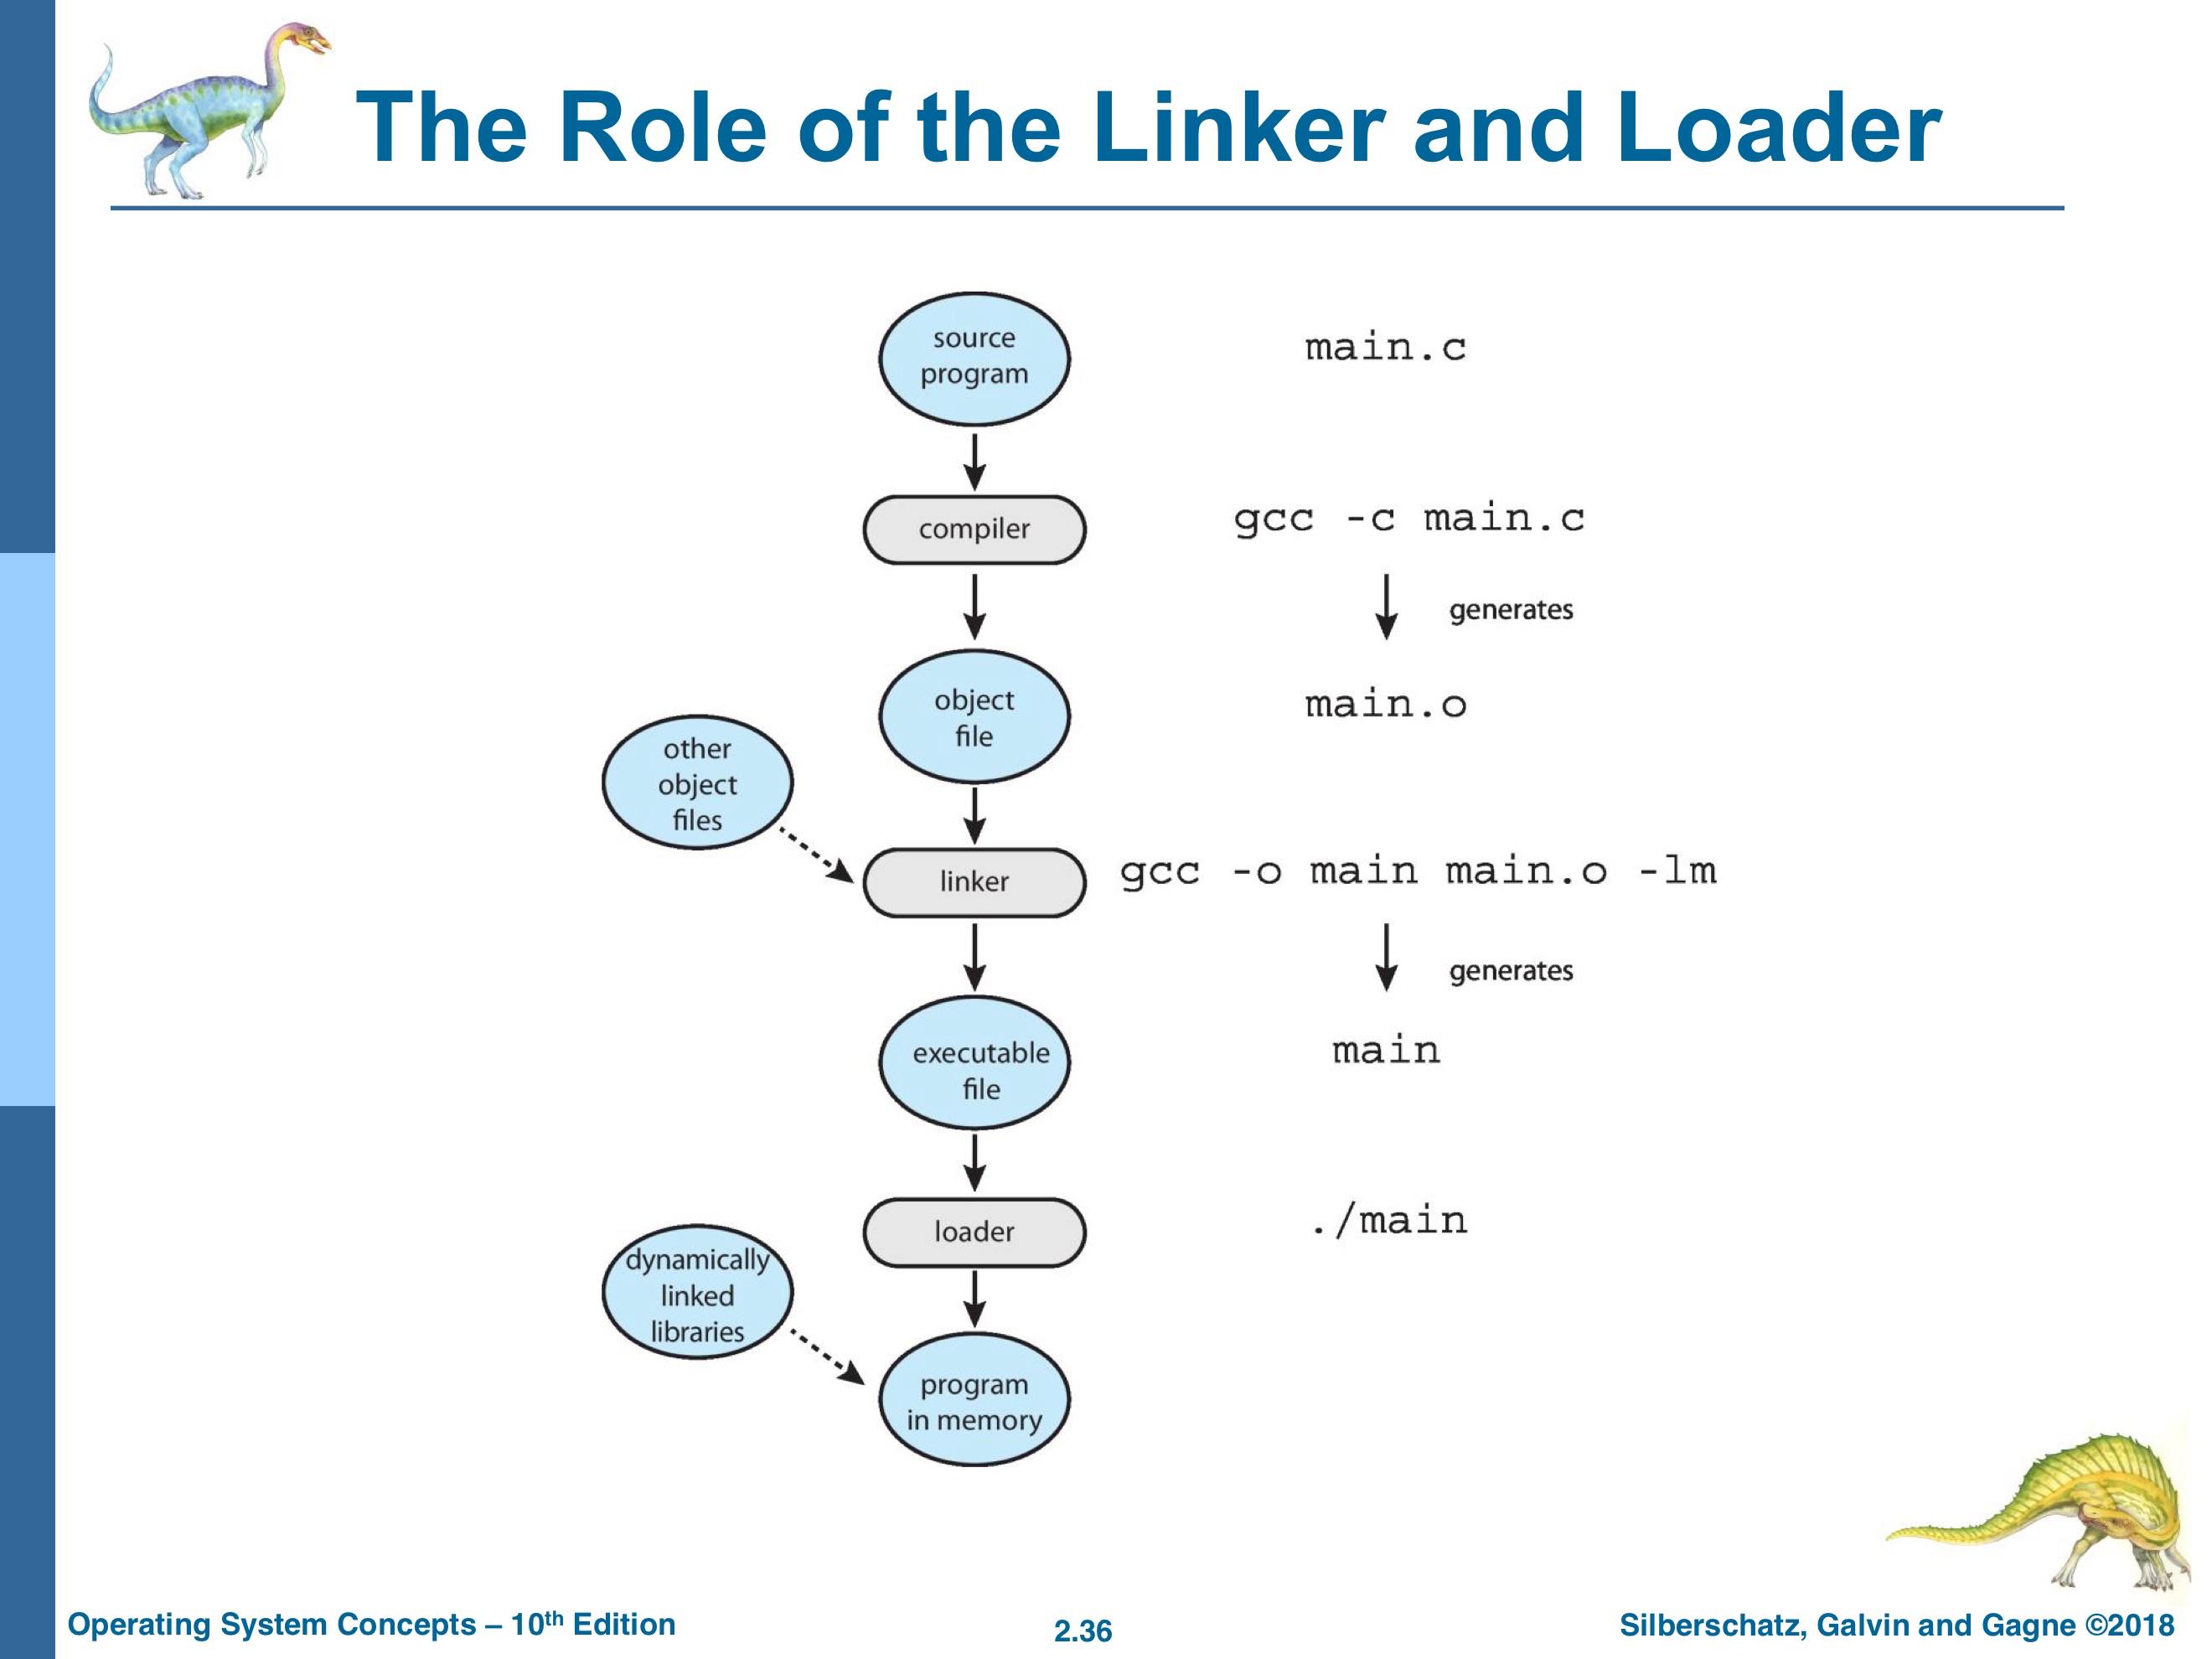 The Role of the Linker and Loader
source
program
main.c
compiler
gcc -c main.c
generates
object
file
main.o
other
object
files
linker
gcc -o main main.o -lm
generates
executable
file
main
loader
./main
dynamically
linked
libraries
program
in memory
Operating System Concepts – 10th Edition
2.36
Silberschatz, Galvin and Gagne ©2018